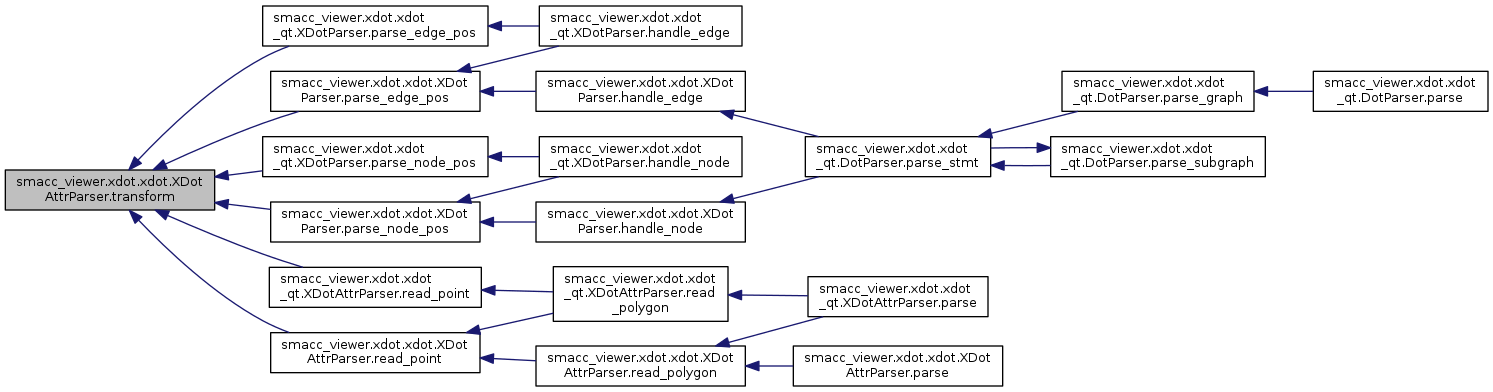 smacc_viewer.xdot.xdot
_qt.XDotParser.parse_edge_pos
smacc_viewer.xdot.xdot
_qt.XDotParser.handle_edge
smacc_viewer.xdot.xdot.XDot
Parser.parse_edge_pos
smacc_viewer.xdot.xdot.XDot
Parser.handle_edge
smacc_viewer.xdot.xdot
_qt.DotParser.parse_graph
smacc_viewer.xdot.xdot
_qt.DotParser.parse
smacc_viewer.xdot.xdot
_qt.XDotParser.parse_node_pos
smacc_viewer.xdot.xdot
_qt.XDotParser.handle_node
smacc_viewer.xdot.xdot
_qt.DotParser.parse_stmt
smacc_viewer.xdot.xdot
_qt.DotParser.parse_subgraph
smacc_viewer.xdot.xdot.XDot
AttrParser.transform
smacc_viewer.xdot.xdot.XDot
Parser.parse_node_pos
smacc_viewer.xdot.xdot.XDot
Parser.handle_node
smacc_viewer.xdot.xdot
_qt.XDotAttrParser.read_point
smacc_viewer.xdot.xdot
_qt.XDotAttrParser.read
_polygon
smacc_viewer.xdot.xdot
_qt.XDotAttrParser.parse
smacc_viewer.xdot.xdot.XDot
AttrParser.read_point
smacc_viewer.xdot.xdot.XDot
AttrParser.read_polygon
smacc_viewer.xdot.xdot.XDot
AttrParser.parse